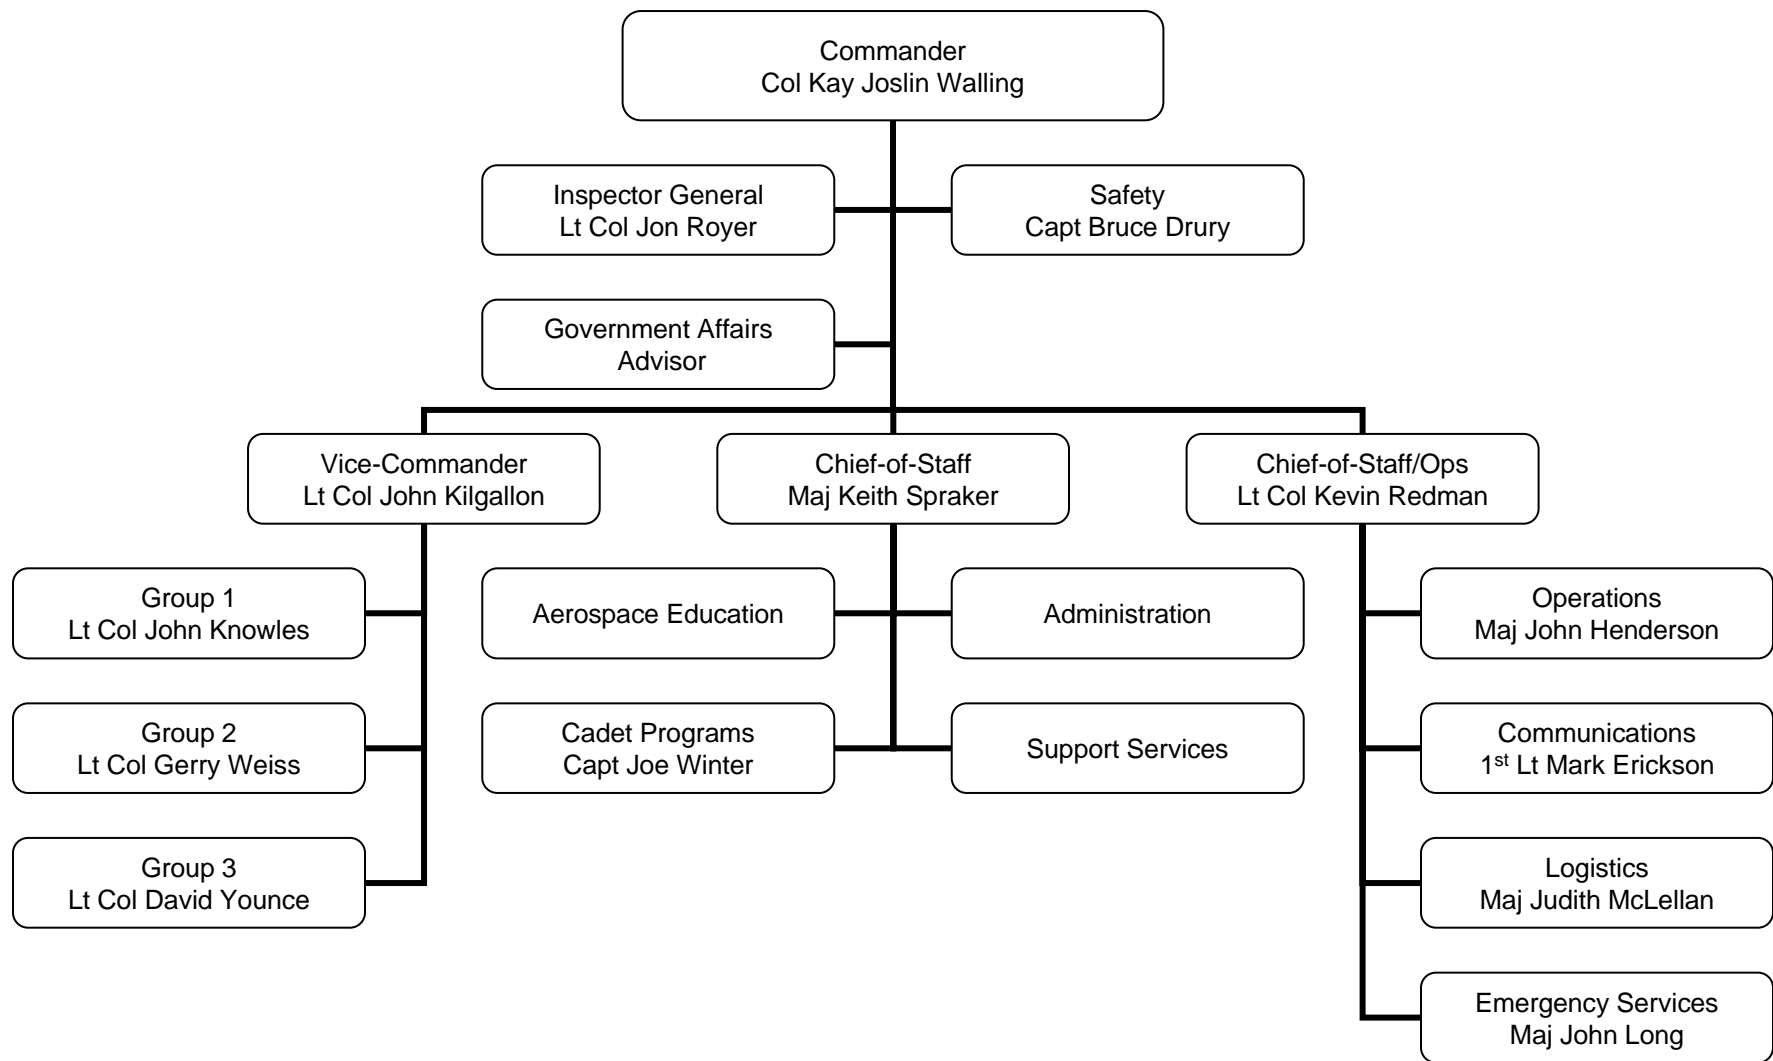 Commander
Col Kay Joslin Walling
Inspector General
Lt Col Jon Royer
Safety
Capt Bruce Drury
Government Affairs
Advisor
Vice-Commander
Lt Col John Kilgallon
Chief-of-Staff
Maj Keith Spraker
Chief-of-Staff/Ops
Lt Col Kevin Redman
Group 1
Lt Col John Knowles
Aerospace Education
Administration
Operations
Maj John Henderson
Group 2
Lt Col Gerry Weiss
Cadet Programs
Capt Joe Winter
Support Services
Communications
1st Lt Mark Erickson
Group 3
Lt Col David Younce
Logistics
Maj Judith McLellan
Emergency Services
Maj John Long